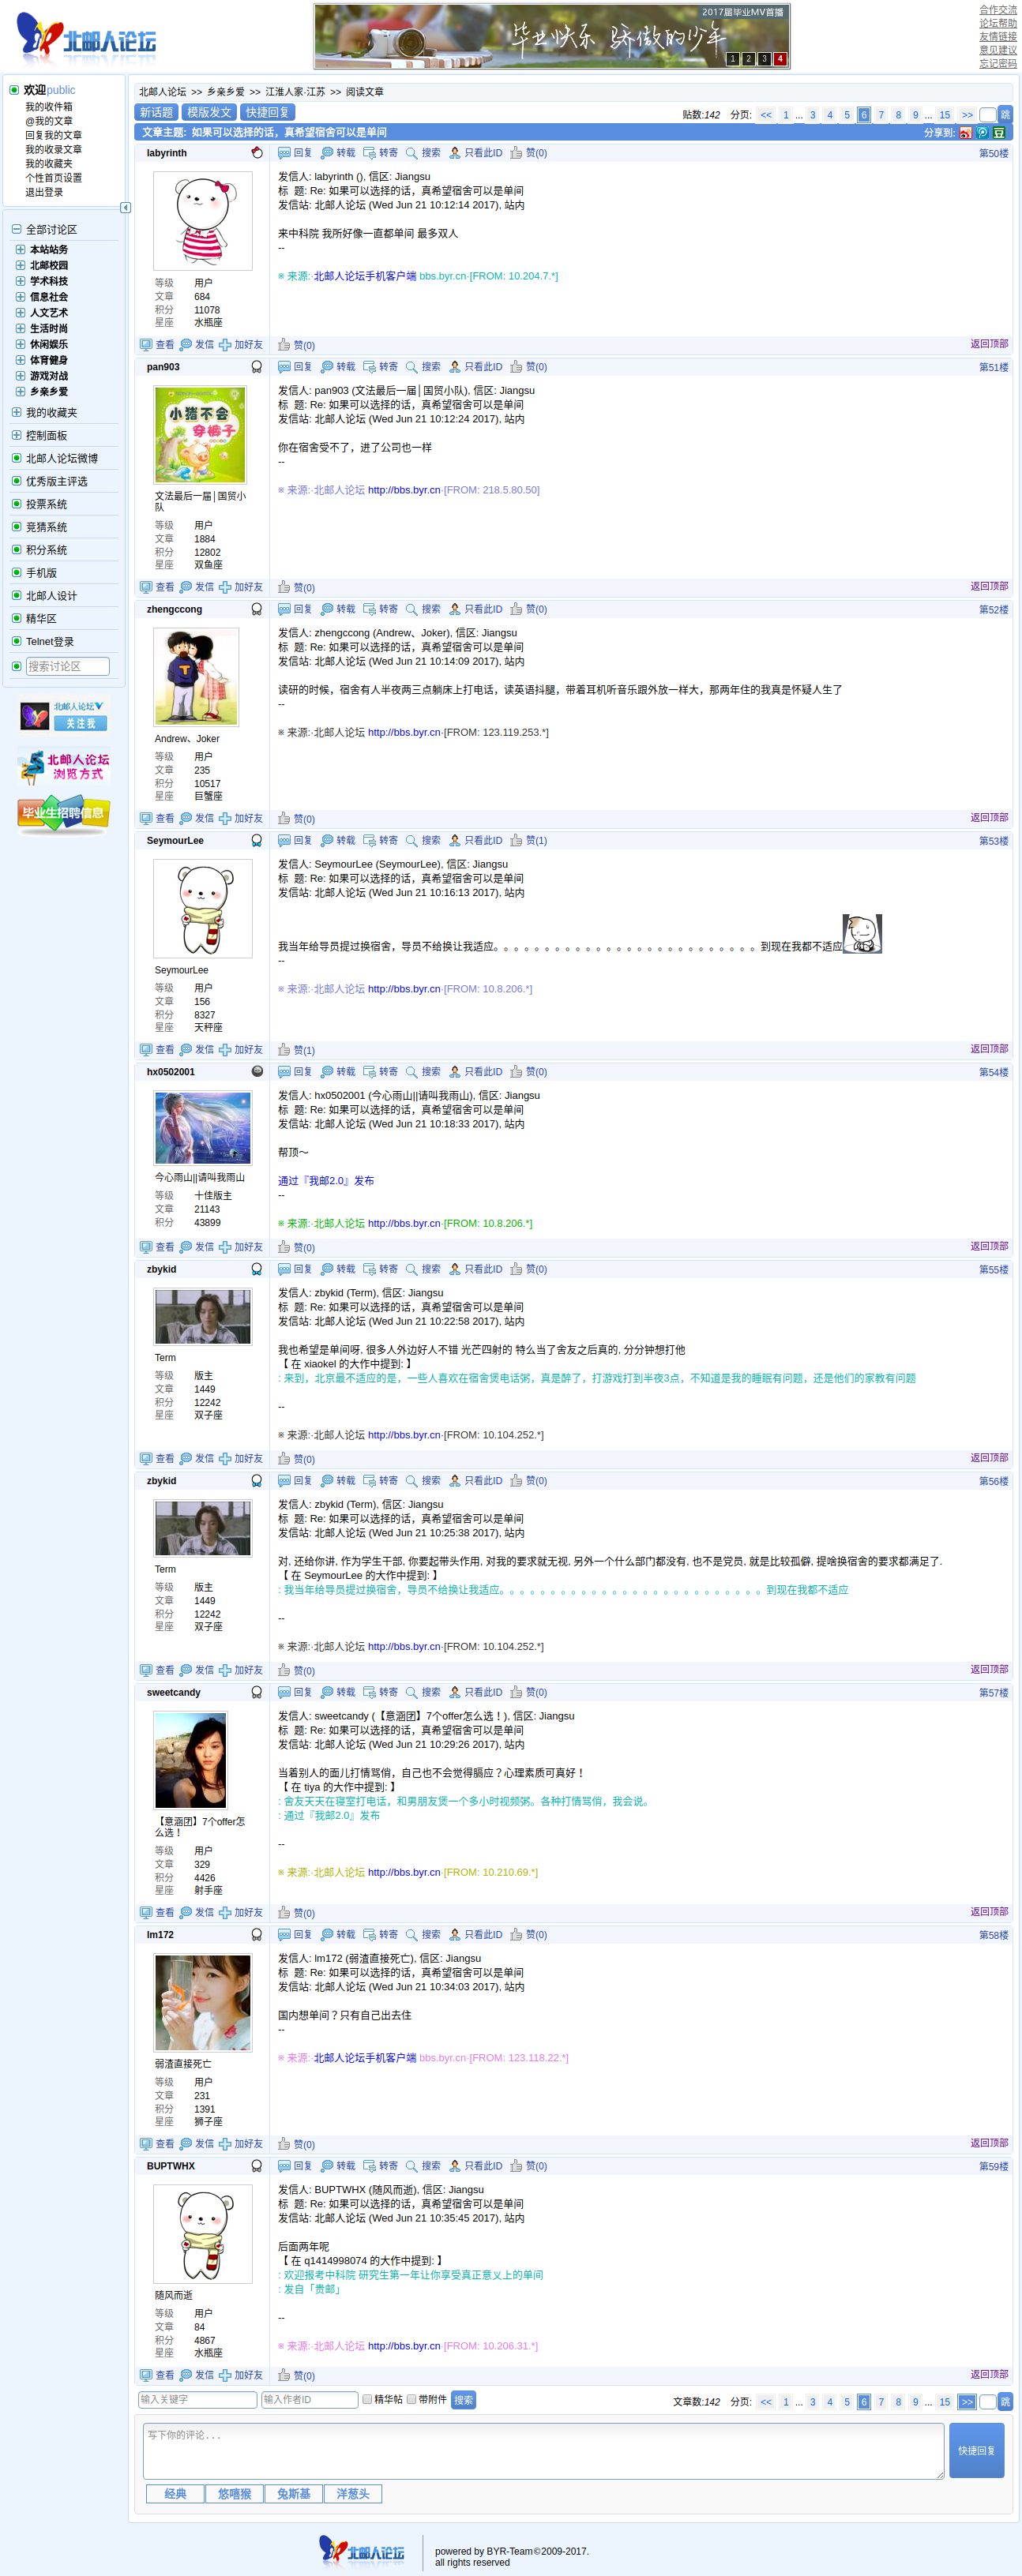 北邮人论坛
毕业快乐 骄傲的少年
2017届毕业MV首播
1 2 3 4
合作交流
论坛帮助
友情链接
意见建议
忘记密码
欢迎public
我的收件箱
@我的文章
回复我的文章
我的收录文章
我的收藏夹
个性首页设置
退出登录
全部讨论区
本站站务
北邮校园
学术科技
信息社会
人文艺术
生活时尚
休闲娱乐
体育健身
游戏对战
乡亲乡爱
我的收藏夹
控制面板
北邮人论坛微博
优秀版主评选
投票系统
竞猜系统
积分系统
手机版
北邮人设计
精华区
Telnet登录
搜索讨论区
北邮人论坛
关注我
北邮人论坛
浏览方式
毕业生招聘信息
北邮人论坛 >> 乡亲乡爱 >> 江淮人家·江苏 >> 阅读文章
新话题 模版发文 快捷回复
贴数:142 分页: << 1 ... 3 4 5 6 7 8 9 ... 15 >> 跳
文章主题: 如果可以选择的话，真希望宿舍可以是单间
分享到:
labyrinth
回复 转载 转寄 搜索 只看此ID 赞(0) 第50楼
等级 用户
文章 684
积分 11078
星座 水瓶座
发信人: labyrinth (), 信区: Jiangsu
标 题: Re: 如果可以选择的话，真希望宿舍可以是单间
发信站: 北邮人论坛 (Wed Jun 21 10:12:14 2017), 站内
来中科院 我所好像一直都单间 最多双人
--
※ 来源:·北邮人论坛手机客户端 bbs.byr.cn·[FROM: 10.204.7.*]
查看 发信 加好友 赞(0) 返回顶部
pan903
回复 转载 转寄 搜索 只看此ID 赞(0) 第51楼
小猪不会穿裤子
文法最后一届│国贸小队
等级 用户
文章 1884
积分 12802
星座 双鱼座
发信人: pan903 (文法最后一届│国贸小队), 信区: Jiangsu
标 题: Re: 如果可以选择的话，真希望宿舍可以是单间
发信站: 北邮人论坛 (Wed Jun 21 10:12:24 2017), 站内
你在宿舍受不了，进了公司也一样
--
※ 来源:·北邮人论坛 http://bbs.byr.cn·[FROM: 218.5.80.50]
查看 发信 加好友 赞(0) 返回顶部
zhengccong
回复 转载 转寄 搜索 只看此ID 赞(0) 第52楼
Andrew、Joker
等级 用户
文章 235
积分 10517
星座 巨蟹座
发信人: zhengccong (Andrew、Joker), 信区: Jiangsu
标 题: Re: 如果可以选择的话，真希望宿舍可以是单间
发信站: 北邮人论坛 (Wed Jun 21 10:14:09 2017), 站内
读研的时候，宿舍有人半夜两三点躺床上打电话，读英语抖腿，带着耳机听音乐跟外放一样大，那两年住的我真是怀疑人生了
--
※ 来源:·北邮人论坛 http://bbs.byr.cn·[FROM: 123.119.253.*]
查看 发信 加好友 赞(0) 返回顶部
SeymourLee
回复 转载 转寄 搜索 只看此ID 赞(1) 第53楼
SeymourLee
等级 用户
文章 156
积分 8327
星座 天秤座
发信人: SeymourLee (SeymourLee), 信区: Jiangsu
标 题: Re: 如果可以选择的话，真希望宿舍可以是单间
发信站: 北邮人论坛 (Wed Jun 21 10:16:13 2017), 站内
我当年给导员提过换宿舍，导员不给换让我适应。。。。。。。。。。。。。。。。。。。。。。。。。。到现在我都不适应
--
※ 来源:·北邮人论坛 http://bbs.byr.cn·[FROM: 10.8.206.*]
查看 发信 加好友 赞(1) 返回顶部
hx0502001
回复 转载 转寄 搜索 只看此ID 赞(0) 第54楼
今心雨山||请叫我雨山
等级 十佳版主
文章 21143
积分 43899
发信人: hx0502001 (今心雨山||请叫我雨山), 信区: Jiangsu
标 题: Re: 如果可以选择的话，真希望宿舍可以是单间
发信站: 北邮人论坛 (Wed Jun 21 10:18:33 2017), 站内
帮顶～
通过『我邮2.0』发布
--
※ 来源:·北邮人论坛 http://bbs.byr.cn·[FROM: 10.8.206.*]
查看 发信 加好友 赞(0) 返回顶部
zbykid
回复 转载 转寄 搜索 只看此ID 赞(0) 第55楼
Term
等级 版主
文章 1449
积分 12242
星座 双子座
发信人: zbykid (Term), 信区: Jiangsu
标 题: Re: 如果可以选择的话，真希望宿舍可以是单间
发信站: 北邮人论坛 (Wed Jun 21 10:22:58 2017), 站内
我也希望是单间呀, 很多人外边好人不错 光芒四射的 特么当了舍友之后真的, 分分钟想打他
【 在 xiaokel 的大作中提到: 】
: 来到，北京最不适应的是，一些人喜欢在宿舍煲电话粥，真是醉了，打游戏打到半夜3点，不知道是我的睡眠有问题，还是他们的家教有问题
--
※ 来源:·北邮人论坛 http://bbs.byr.cn·[FROM: 10.104.252.*]
查看 发信 加好友 赞(0) 返回顶部
zbykid
回复 转载 转寄 搜索 只看此ID 赞(0) 第56楼
Term
等级 版主
文章 1449
积分 12242
星座 双子座
发信人: zbykid (Term), 信区: Jiangsu
标 题: Re: 如果可以选择的话，真希望宿舍可以是单间
发信站: 北邮人论坛 (Wed Jun 21 10:25:38 2017), 站内
对, 还给你讲, 作为学生干部, 你要起带头作用, 对我的要求就无视, 另外一个什么部门都没有, 也不是党员, 就是比较孤僻, 提啥换宿舍的要求都满足了.
【 在 SeymourLee 的大作中提到: 】
: 我当年给导员提过换宿舍，导员不给换让我适应。。。。。。。。。。。。。。。。。。。。。。。。。。到现在我都不适应
--
※ 来源:·北邮人论坛 http://bbs.byr.cn·[FROM: 10.104.252.*]
查看 发信 加好友 赞(0) 返回顶部
sweetcandy
回复 转载 转寄 搜索 只看此ID 赞(0) 第57楼
【意涵团】7个offer怎么选！
等级 用户
文章 329
积分 4426
星座 射手座
发信人: sweetcandy (【意涵团】7个offer怎么选！), 信区: Jiangsu
标 题: Re: 如果可以选择的话，真希望宿舍可以是单间
发信站: 北邮人论坛 (Wed Jun 21 10:29:26 2017), 站内
当着别人的面儿打情骂俏，自己也不会觉得膈应？心理素质可真好！
【 在 tiya 的大作中提到: 】
: 舍友天天在寝室打电话，和男朋友煲一个多小时视频粥。各种打情骂俏，我会说。
: 通过『我邮2.0』发布
--
※ 来源:·北邮人论坛 http://bbs.byr.cn·[FROM: 10.210.69.*]
查看 发信 加好友 赞(0) 返回顶部
lm172
回复 转载 转寄 搜索 只看此ID 赞(0) 第58楼
弱渣直接死亡
等级 用户
文章 231
积分 1391
星座 狮子座
发信人: lm172 (弱渣直接死亡), 信区: Jiangsu
标 题: Re: 如果可以选择的话，真希望宿舍可以是单间
发信站: 北邮人论坛 (Wed Jun 21 10:34:03 2017), 站内
国内想单间？只有自己出去住
--
※ 来源:·北邮人论坛手机客户端 bbs.byr.cn·[FROM: 123.118.22.*]
查看 发信 加好友 赞(0) 返回顶部
BUPTWHX
回复 转载 转寄 搜索 只看此ID 赞(0) 第59楼
随风而逝
等级 用户
文章 84
积分 4867
星座 水瓶座
发信人: BUPTWHX (随风而逝), 信区: Jiangsu
标 题: Re: 如果可以选择的话，真希望宿舍可以是单间
发信站: 北邮人论坛 (Wed Jun 21 10:35:45 2017), 站内
后面两年呢
【 在 q1414998074 的大作中提到: 】
: 欢迎报考中科院 研究生第一年让你享受真正意义上的单间
: 发自「贵邮」
--
※ 来源:·北邮人论坛 http://bbs.byr.cn·[FROM: 10.206.31.*]
查看 发信 加好友 赞(0) 返回顶部
输入关键字 输入作者ID 精华帖 带附件 搜索
文章数:142 分页: << 1 ... 3 4 5 6 7 8 9 ... 15 >> 跳
写下你的评论...
快捷回复
经典 悠嘻猴 兔斯基 洋葱头
北邮人论坛
powered by BYR-Team©2009-2017.
all rights reserved